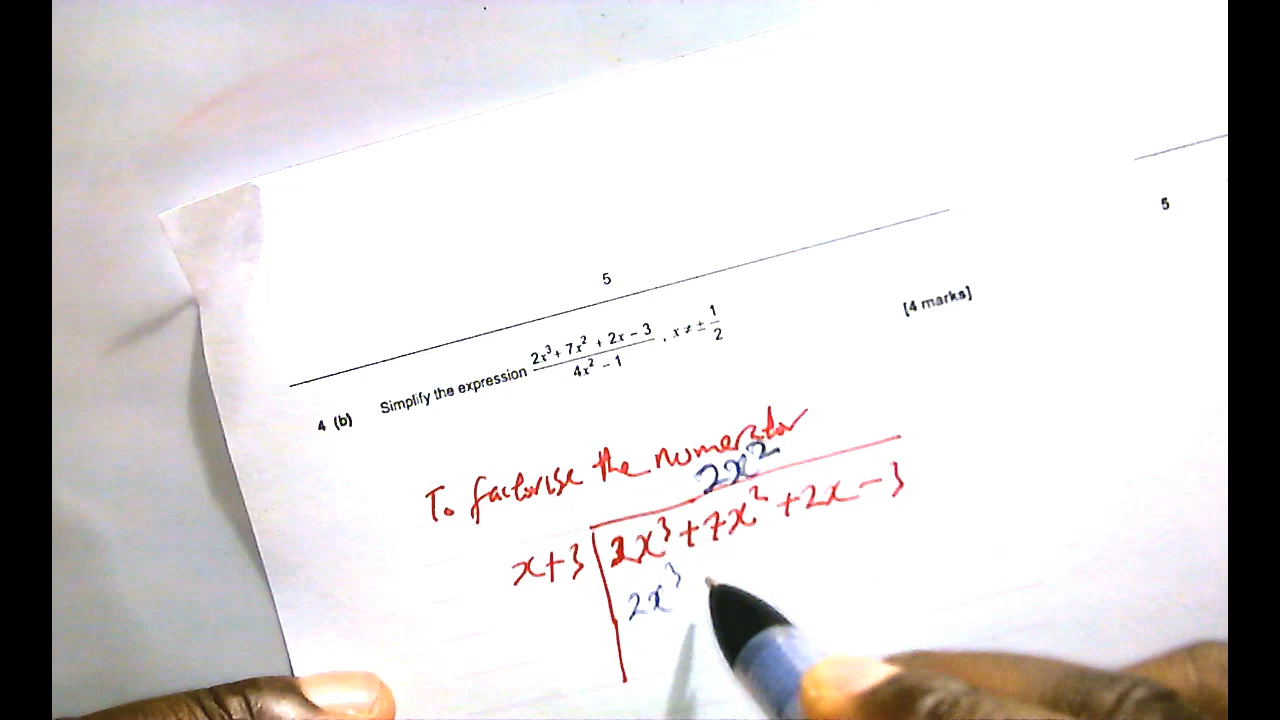 5
5
[4 marks]
4 (b) Simplify the expression (2x³ + 7x² + 2x − 3)/(4x² − 1) , x ≠ ± 1/2
To factorise the numerator
2x²
x+3 2x³ + 7x² + 2x − 3
2x³